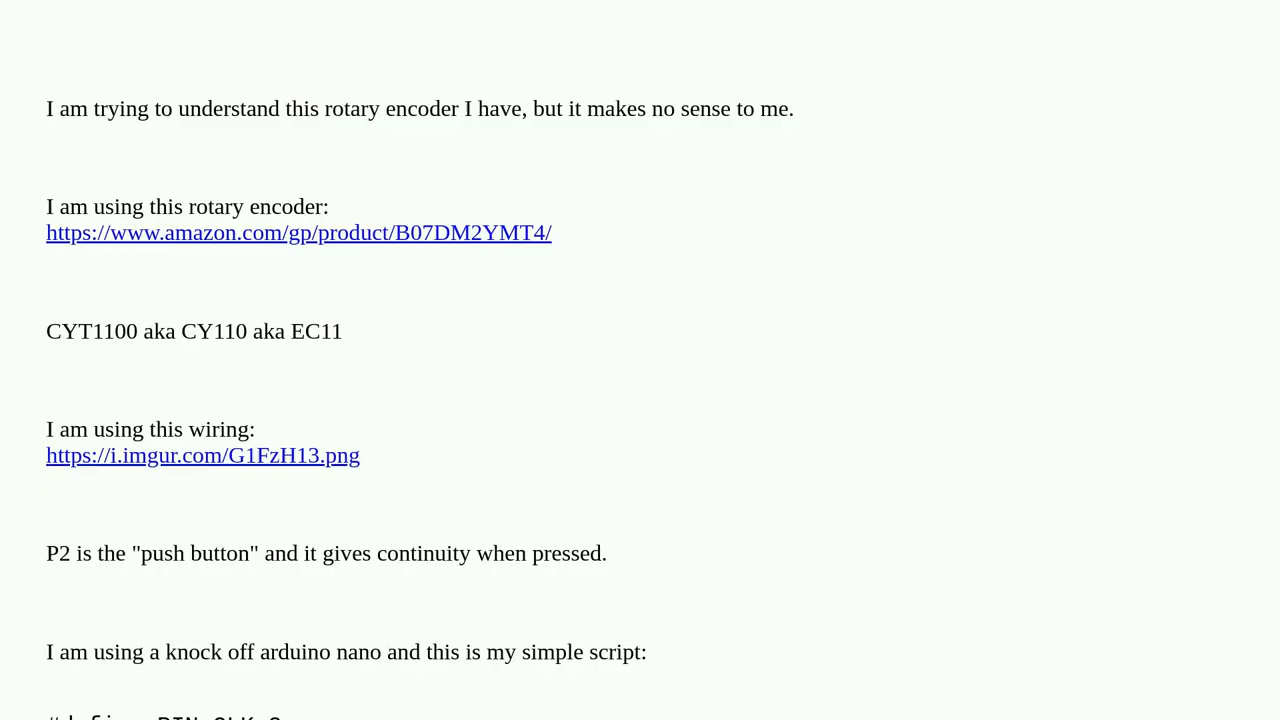 I am trying to understand this rotary encoder I have, but it makes no sense to me.
I am using this rotary encoder:
https://www.amazon.com/gp/product/B07DM2YMT4/
CYT1100 aka CY110 aka EC11
I am using this wiring:
https://i.imgur.com/G1FzH13.png
P2 is the "push button" and it gives continuity when pressed.
I am using a knock off arduino nano and this is my simple script: